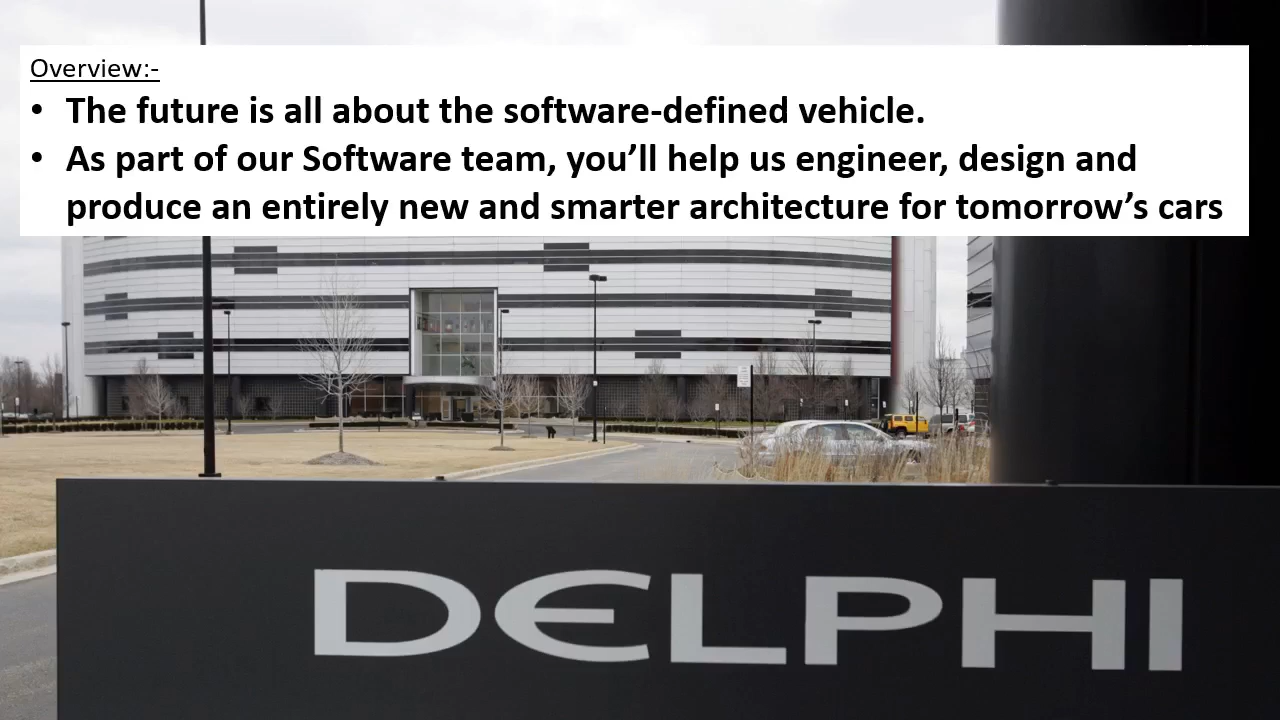 Overview:-
• The future is all about the software-defined vehicle.
• As part of our Software team, you’ll help us engineer, design and
produce an entirely new and smarter architecture for tomorrow’s cars
DELPHI